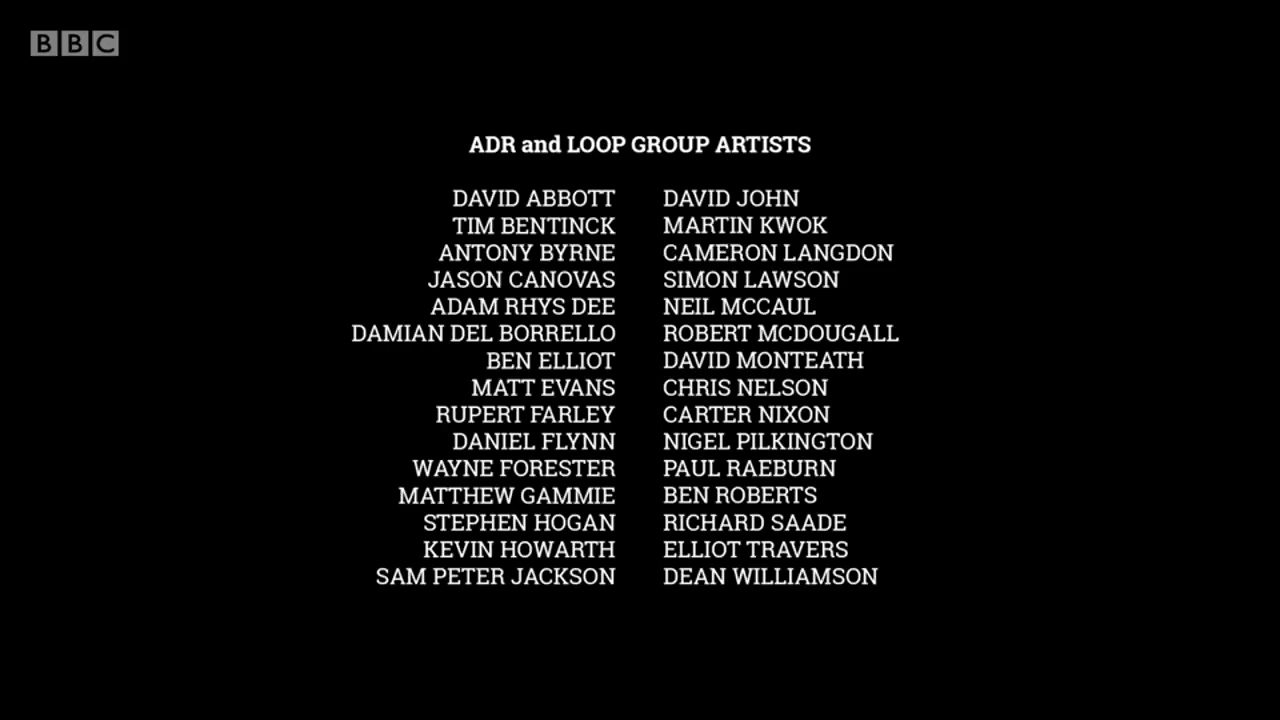 BBC
ADR and LOOP GROUP ARTISTS
DAVID ABBOTT DAVID JOHN
TIM BENTINCK MARTIN KWOK
ANTONY BYRNE CAMERON LANGDON
JASON CANOVAS SIMON LAWSON
ADAM RHYS DEE NEIL MCCAUL
DAMIAN DEL BORRELLO ROBERT MCDOUGALL
BEN ELLIOT DAVID MONTEATH
MATT EVANS CHRIS NELSON
RUPERT FARLEY CARTER NIXON
DANIEL FLYNN NIGEL PILKINGTON
WAYNE FORESTER PAUL RAEBURN
MATTHEW GAMMIE BEN ROBERTS
STEPHEN HOGAN RICHARD SAADE
KEVIN HOWARTH ELLIOT TRAVERS
SAM PETER JACKSON DEAN WILLIAMSON